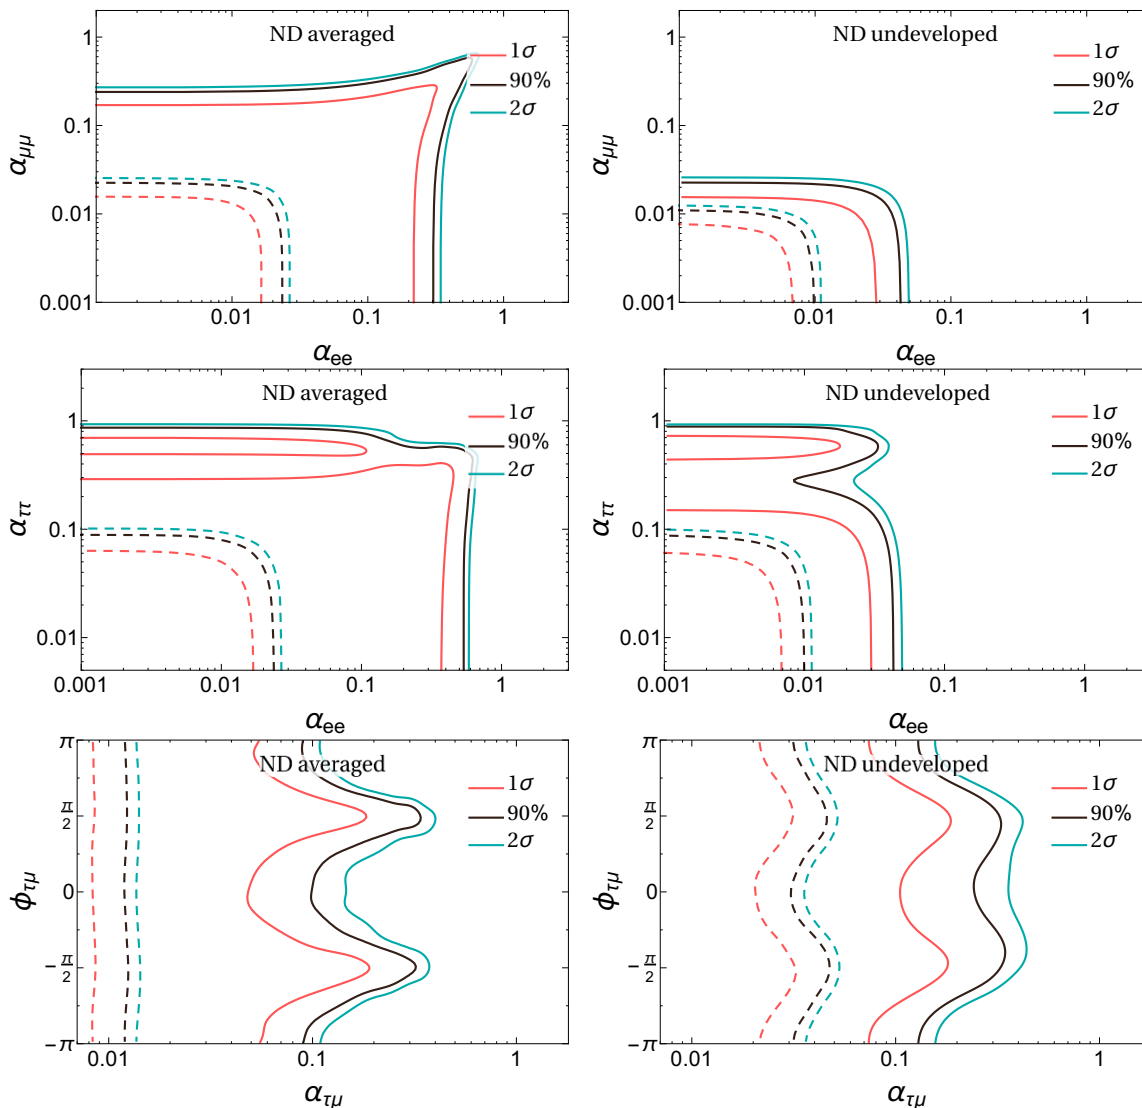 ND averaged
1σ
90%
2σ
1
0.1
0.01
0.001
α_μμ
0.01 0.1 1
α_ee
ND undeveloped
1σ
90%
2σ
1
0.1
0.01
0.001
α_μμ
0.01 0.1 1
α_ee
ND averaged
1σ
90%
2σ
1
0.1
0.01
α_ττ
0.001 0.01 0.1 1
α_ee
ND undeveloped
1σ
90%
2σ
1
0.1
0.01
α_ττ
0.001 0.01 0.1 1
α_ee
ND averaged
1σ
90%
2σ
π
π/2
0
-π/2
-π
ϕ_τμ
0.01 0.1 1
α_τμ
ND undeveloped
1σ
90%
2σ
π
π/2
0
-π/2
-π
ϕ_τμ
0.01 0.1 1
α_τμ